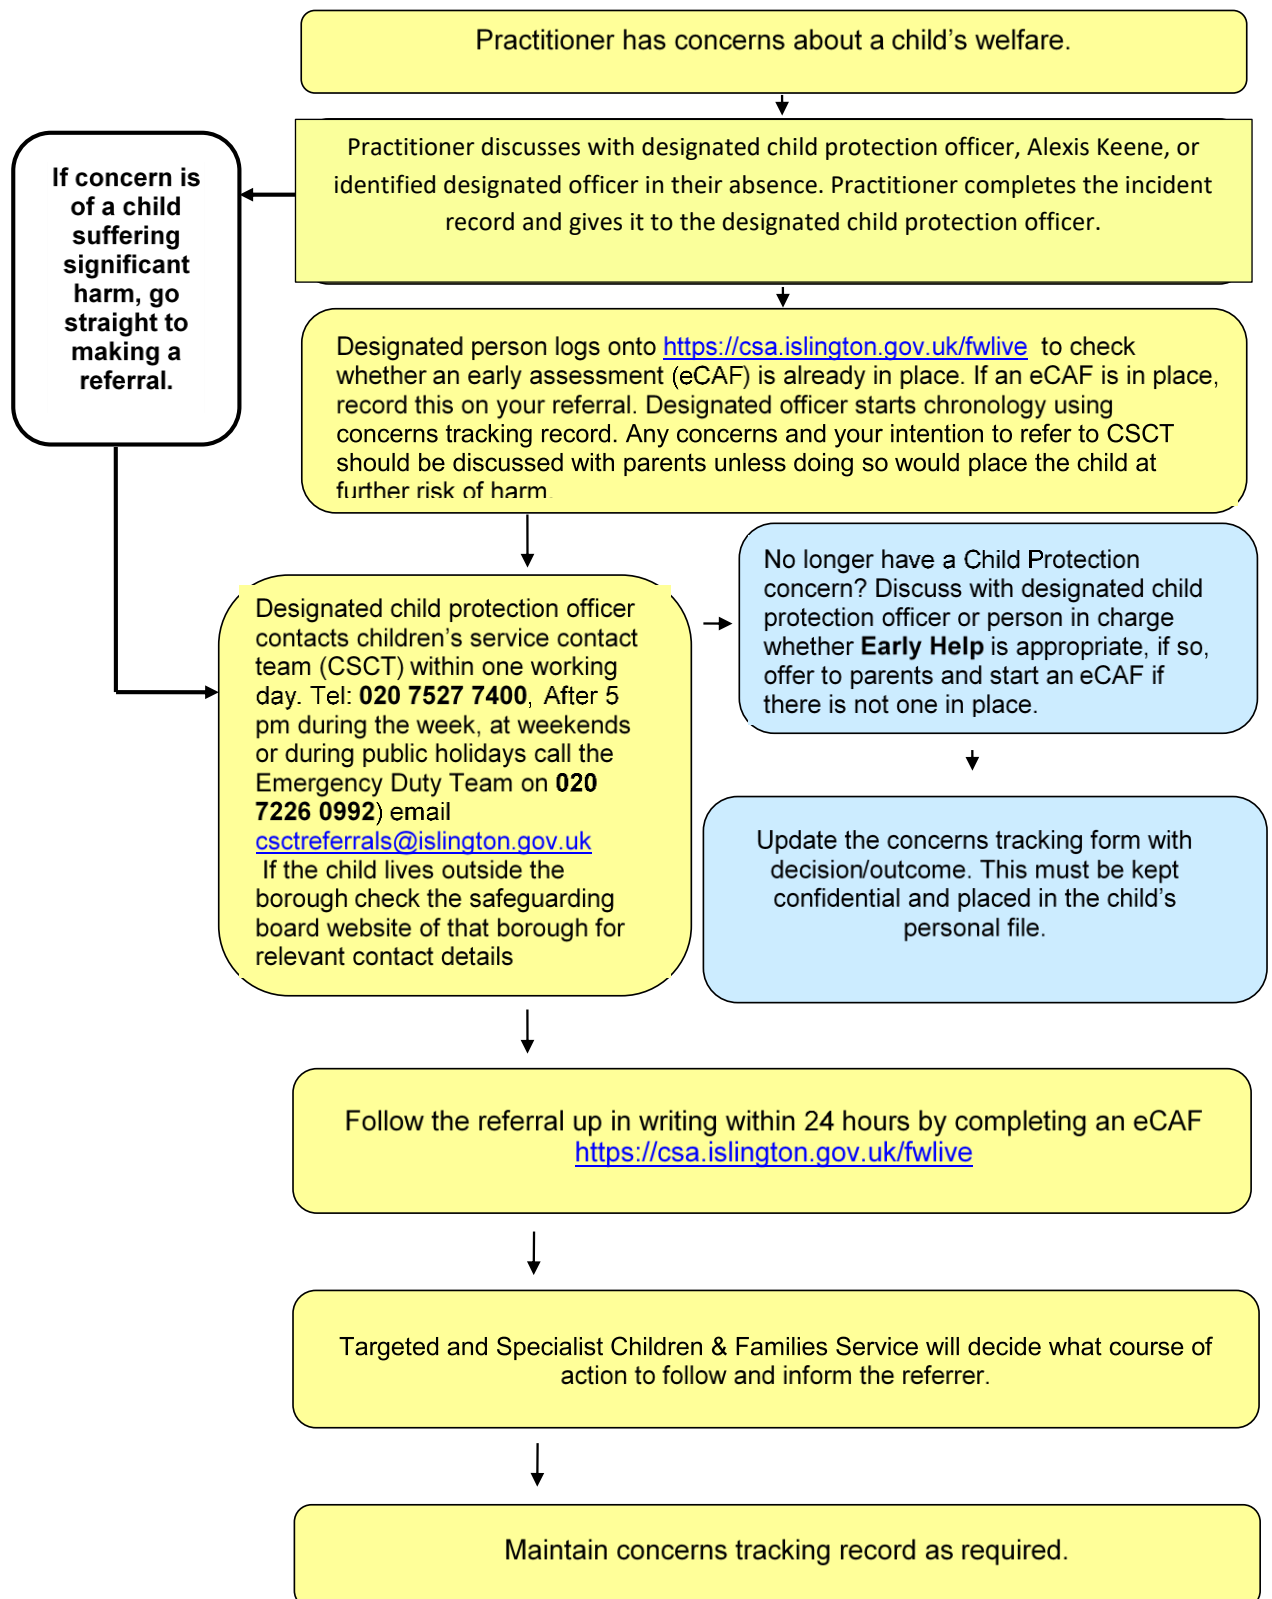 Practitioner has concerns about a child's welfare.
Practitioner discusses with designated child protection officer, Alexis Keene, or
identified designated officer in their absence. Practitioner completes the incident
record and gives it to the designated child protection officer.
If concern is
of a child
suffering
significant
harm, go
straight to
making a
referral.
Designated person logs onto https://csa.islington.gov.uk/fwlive to check
whether an early assessment (eCAF) is already in place. If an eCAF is in place,
record this on your referral. Designated officer starts chronology using
concerns tracking record. Any concerns and your intention to refer to CSCT
should be discussed with parents unless doing so would place the child at
further risk of harm.
Designated child protection officer
contacts children's service contact
team (CSCT) within one working
day. Tel: 020 7527 7400, After 5
pm during the week, at weekends
or during public holidays call the
Emergency Duty Team on 020
7226 0992) email
csctreferrals@islington.gov.uk
If the child lives outside the
borough check the safeguarding
board website of that borough for
relevant contact details
No longer have a Child Protection
concern? Discuss with designated child
protection officer or person in charge
whether Early Help is appropriate, if so,
offer to parents and start an eCAF if
there is not one in place.
Update the concerns tracking form with
decision/outcome. This must be kept
confidential and placed in the child's
personal file.
Follow the referral up in writing within 24 hours by completing an eCAF
https://csa.islington.gov.uk/fwlive
Targeted and Specialist Children & Families Service will decide what course of
action to follow and inform the referrer.
Maintain concerns tracking record as required.